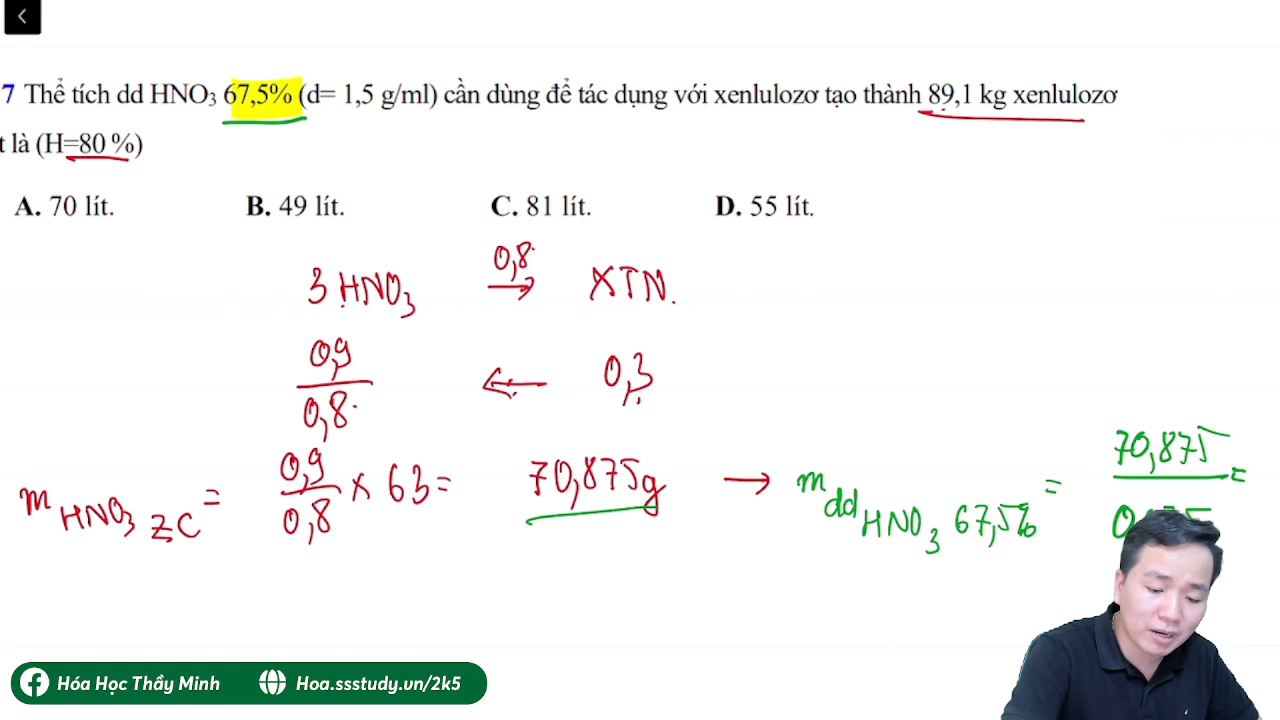 7 Thể tích dd HNO3 67,5% (d= 1,5 g/ml) cần dùng để tác dụng với xenlulozơ tạo thành 89,1 kg xenlulozơ
t là (H=80 %)
A. 70 lít. B. 49 lít. C. 81 lít. D. 55 lít.
3 HNO3 0,8 → XTN.
0,9/0,8 ← 0,3
m HNO3 ZC = 0,9/0,8 x 63 = 70,875g → m dd HNO3 67,5% = 70,875 =
Hóa Học Thầy Minh Hoa.ssstudy.vn/2k5